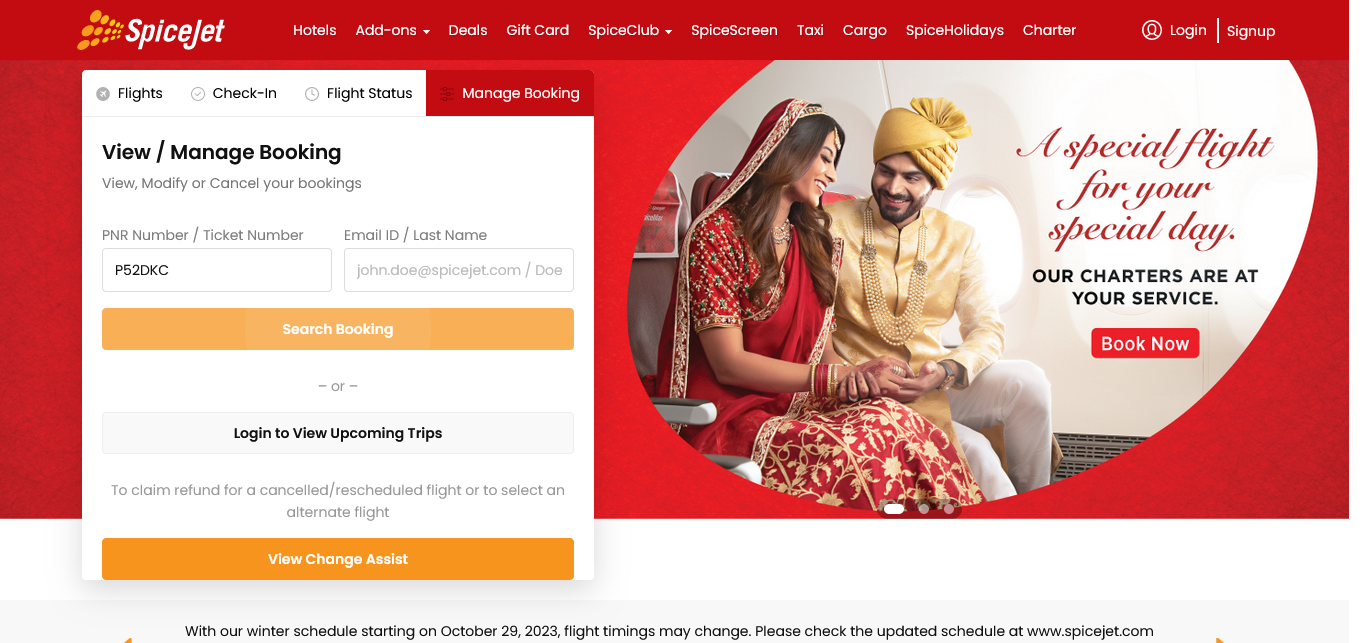 SpiceJet
Hotels Add-ons Deals Gift Card SpiceClub SpiceScreen Taxi Cargo SpiceHolidays Charter
Login Signup
Flights Check-In Flight Status Manage Booking
View / Manage Booking
View, Modify or Cancel your bookings
PNR Number / Ticket Number Email ID / Last Name
P52DKC john.doe@spicejet.com / Doe
Search Booking
– or –
Login to View Upcoming Trips
To claim refund for a cancelled/rescheduled flight or to select an
alternate flight
View Change Assist
A special flight
for your
special day.
OUR CHARTERS ARE AT
YOUR SERVICE.
Book Now
With our winter schedule starting on October 29, 2023, flight timings may change. Please check the updated schedule at www.spicejet.com